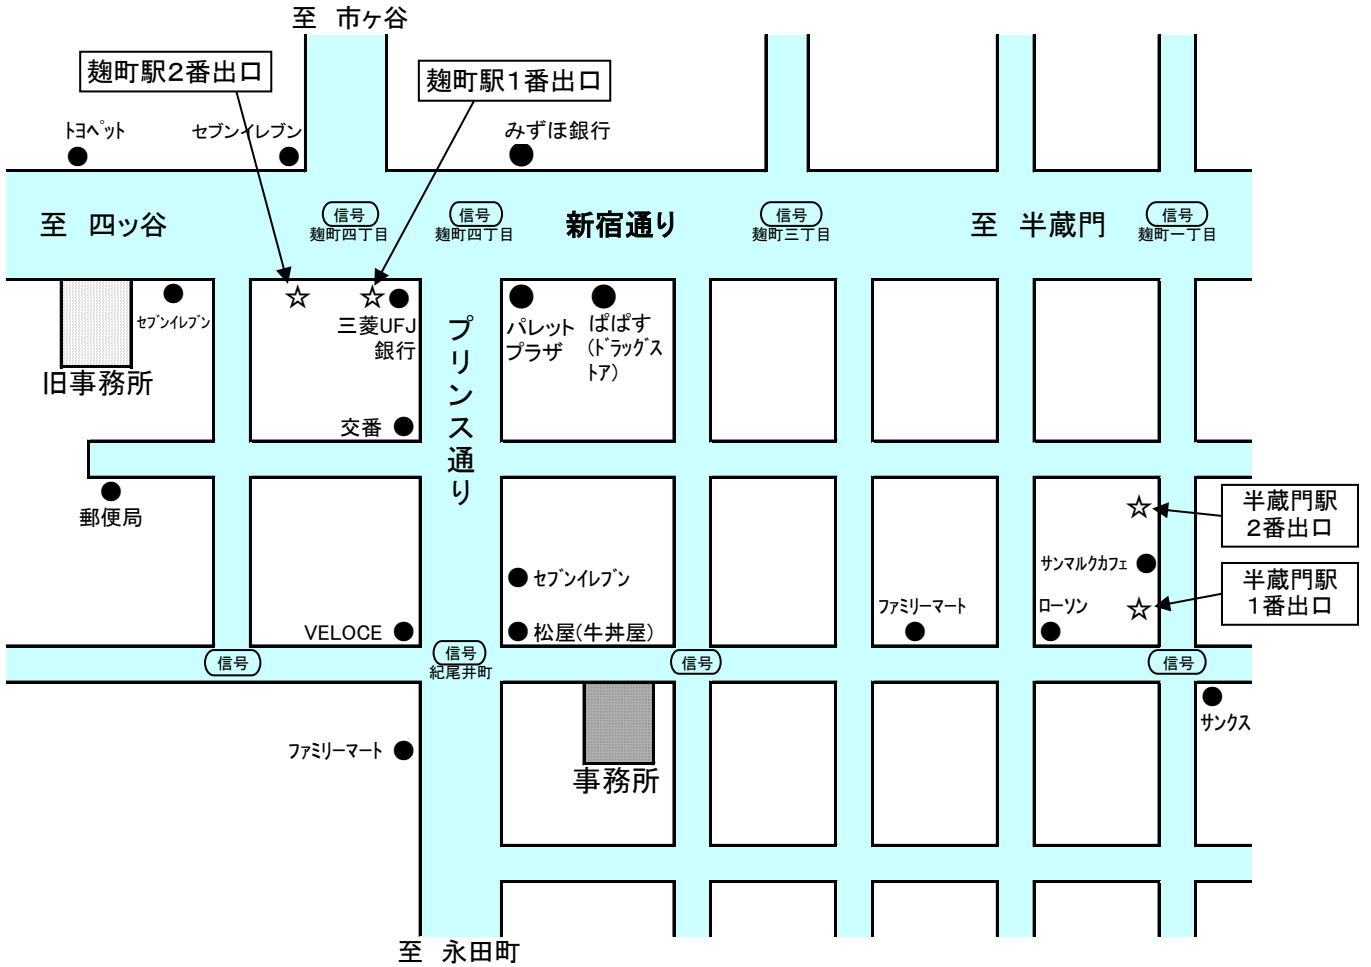 至 市ヶ谷
麹町駅2番出口
麹町駅1番出口
ﾄﾖﾍﾟｯﾄ
セブンイレブン
みずほ銀行
至 四ッ谷
信号
麹町四丁目
信号
麹町四丁目
新宿通り
信号
麹町三丁目
至 半蔵門
信号
麹町一丁目
ｾﾌﾞﾝｲﾚﾌﾞﾝ
旧事務所
☆
☆
三菱UFJ
銀行
交番
プリンス通り
パレット
プラザ
ぱぱす
(ﾄﾞﾗｯｸﾞｽ
ﾄｱ)
郵便局
☆
半蔵門駅
2番出口
ｾﾌﾞﾝｲﾚﾌﾞﾝ
サンマルクカフェ
半蔵門駅
1番出口
☆
VELOCE
松屋(牛丼屋)
ファミリーマート
ローソン
信号
信号
紀尾井町
信号
信号
サンクス
ファミリーマート
事務所
至 永田町